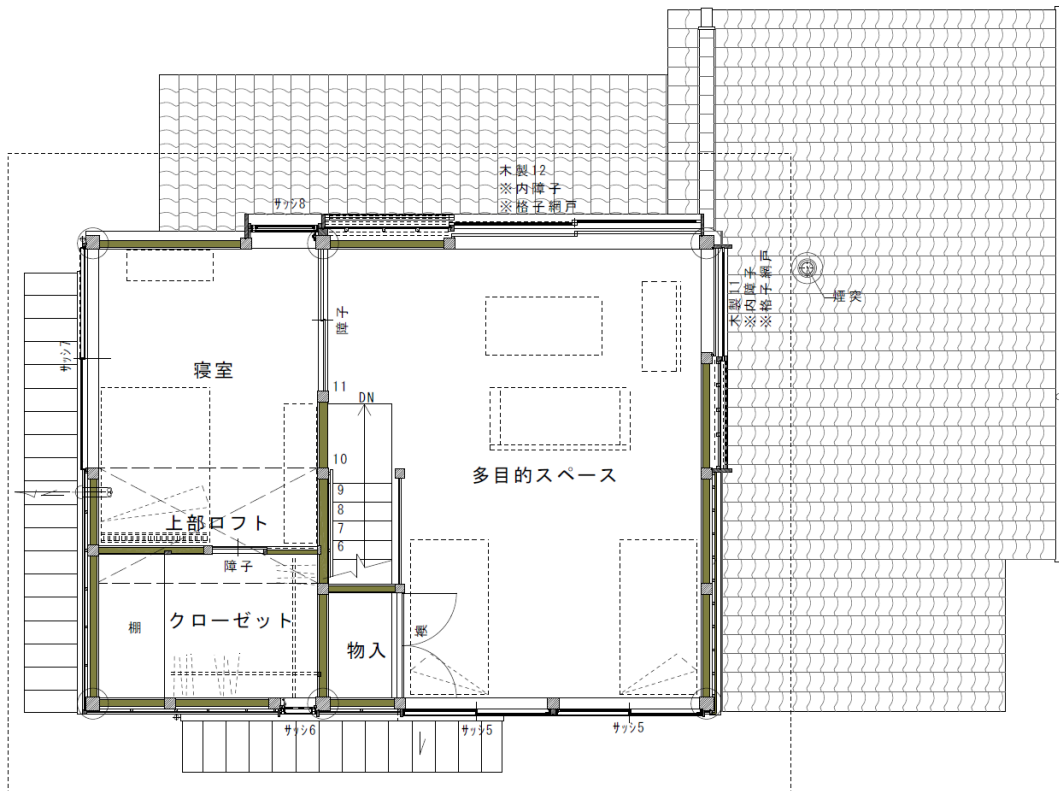 木製12
※内障子
※格子網戸
サッシ8
木製11
※内障子
※格子網戸
煙突
障子
サッシ7
寝室
11
DN
10
多目的スペース
9
8
7
6
上部ロフト
障子
クローゼット
棚
物入
サッシ6
サッシ5
サッシ5